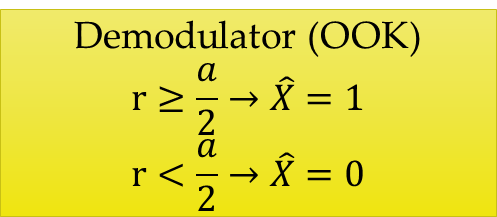 Demodulator (OOK)
r ≥ a/2 → X̂ = 1
r < a/2 → X̂ = 0